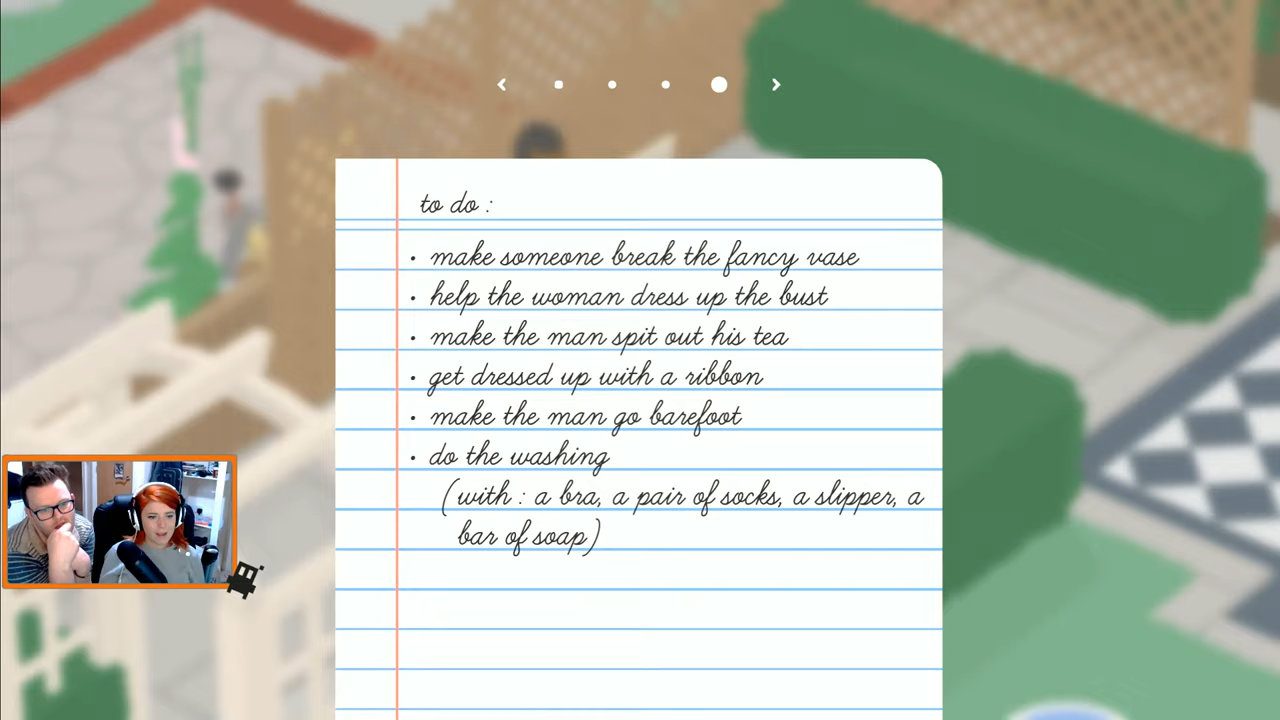 to do :
• make someone break the fancy vase
• help the woman dress up the bust
• make the man spit out his tea
• get dressed up with a ribbon
• make the man go barefoot
• do the washing
(with : a bra, a pair of socks, a slipper, a
bar of soap)